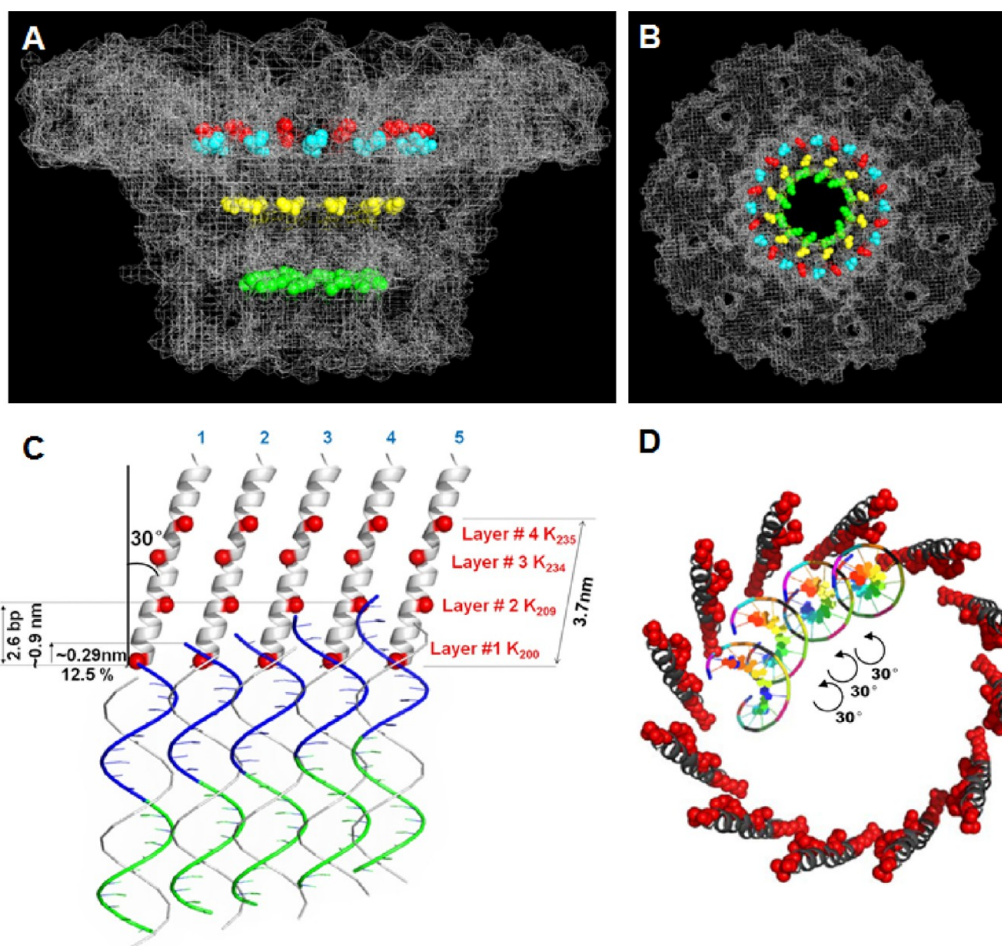 A
B
C
1 2 3 4 5
30°
Layer # 4 K235
Layer # 3 K234
3.7nm
2.6 bp
~0.9 nm
Layer # 2 K209
~0.29nm
12.5 %
Layer #1 K200
D
30°
30°
30°